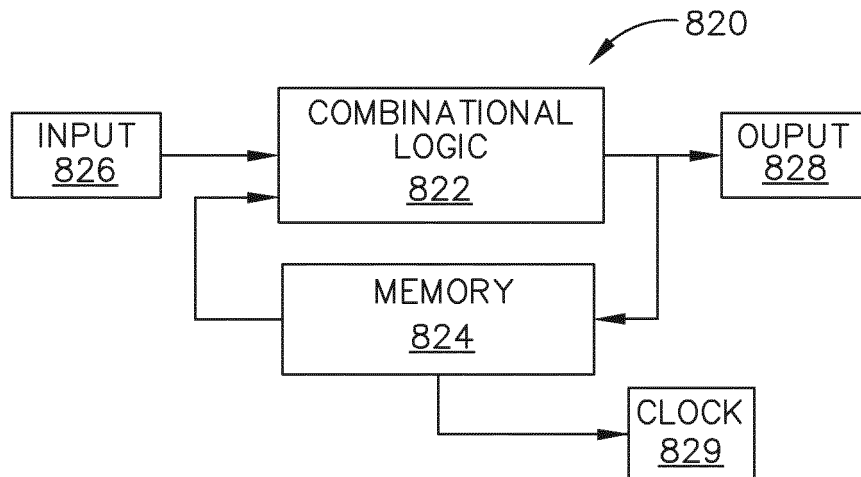 820
COMBINATIONAL
LOGIC
822
INPUT
826
OUPUT
828
MEMORY
824
CLOCK
829